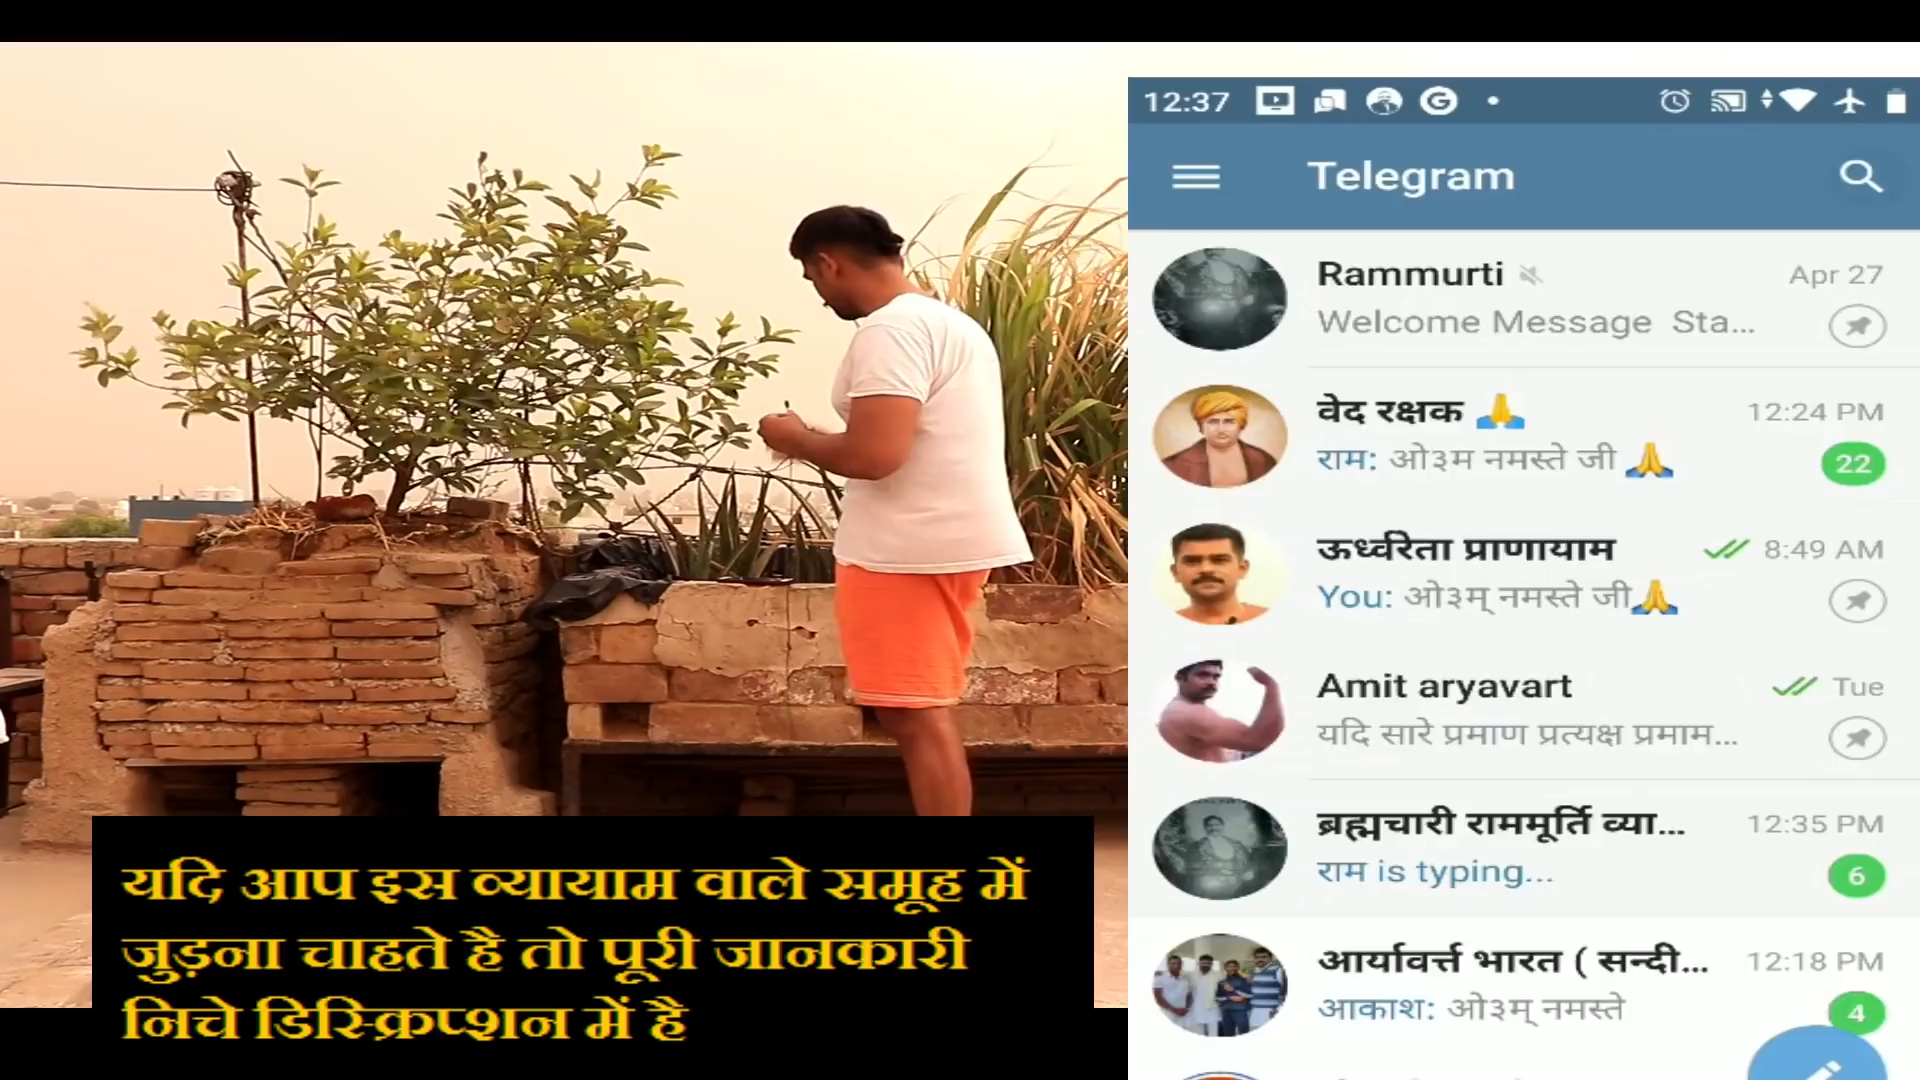 12:37
Telegram
Rammurti
Apr 27
Welcome Message Sta...
वेद रक्षक 🙏
12:24 PM
राम: ओ३म नमस्ते जी 🙏
22
ऊर्ध्वरेता प्राणायाम
8:49 AM
You: ओ३म् नमस्ते जी🙏
Amit aryavart
Tue
यदि सारे प्रमाण प्रत्यक्ष प्रमाम...
ब्रह्मचारी राममूर्ति व्या...
12:35 PM
राम is typing...
6
आर्यावर्त्त भारत ( सन्दी...
12:18 PM
आकाश: ओ३म् नमस्ते
4
यदि आप इस व्यायाम वाले समूह में
जुड़ना चाहते है तो पूरी जानकारी
निचे डिस्क्रिप्शन में है